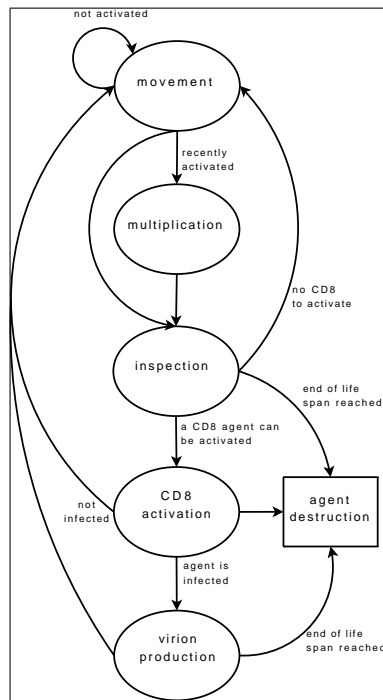 not activated
movement
recently
activated
multiplication
no CD8
to activate
inspection
end of life
span reached
a CD8 agent can
be activated
not
infected
CD8
activation
agent
destruction
agent is
infected
virion
production
end of life
span reached